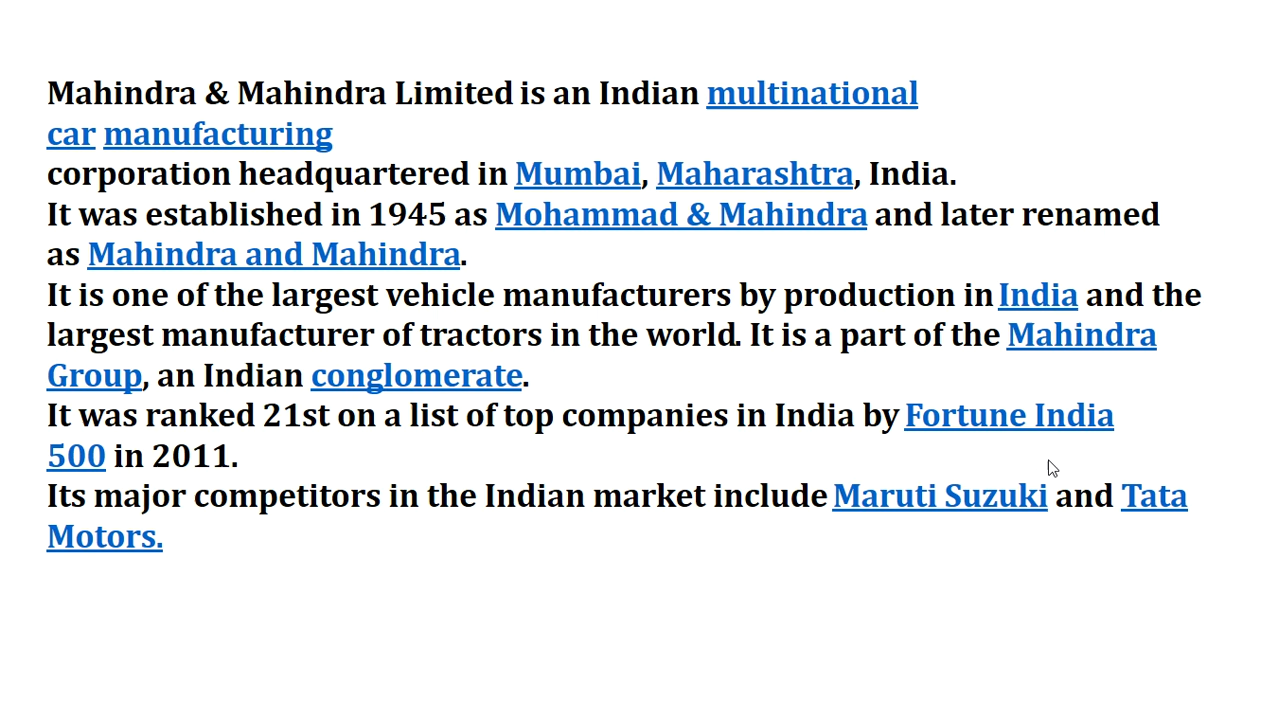 Mahindra & Mahindra Limited is an Indian multinational
car manufacturing
corporation headquartered in Mumbai, Maharashtra, India.
It was established in 1945 as Mohammad & Mahindra and later renamed
as Mahindra and Mahindra.
It is one of the largest vehicle manufacturers by production in India and the
largest manufacturer of tractors in the world. It is a part of the Mahindra
Group, an Indian conglomerate.
It was ranked 21st on a list of top companies in India by Fortune India
500 in 2011.
Its major competitors in the Indian market include Maruti Suzuki and Tata
Motors.